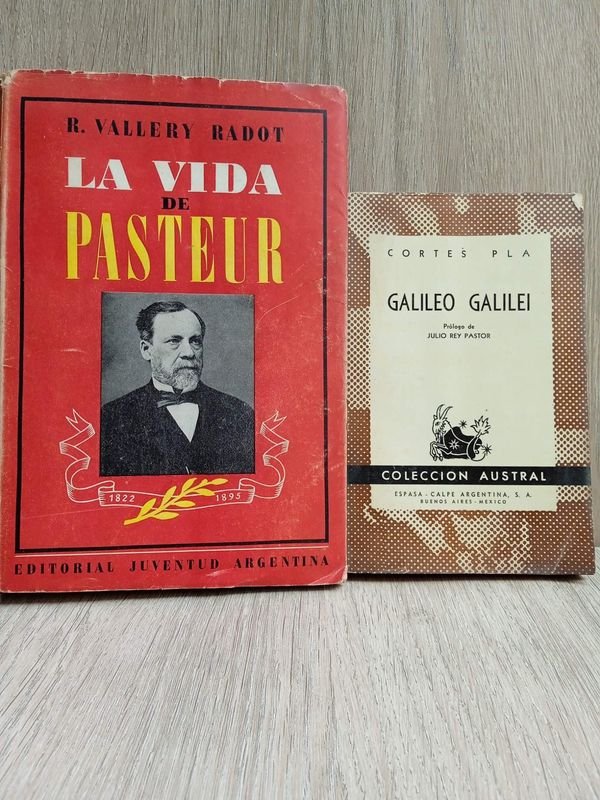 R. VALLERY RADOT
LA VIDA
DE
PASTEUR
1822 1895
EDITORIAL JUVENTUD ARGENTINA
CORTES PLA
GALILEO GALILEI
Prólogo de
JULIO REY PASTOR
COLECCION AUSTRAL
ESPASA - CALPE ARGENTINA, S. A.
BUENOS AIRES - MEXICO